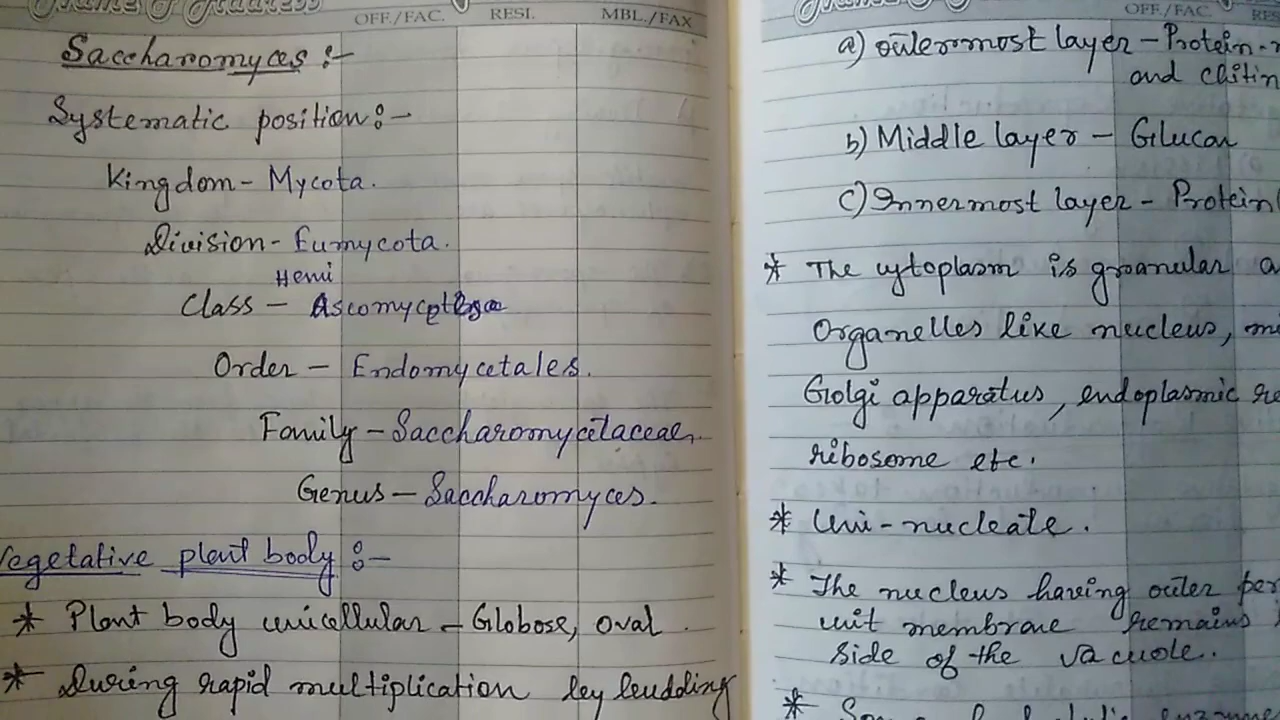 OFF./FAC. RESI. MBL./FAX
Saccharomyces :-
Systematic position :-
Kingdom - Mycota.
Division - Eumycota.
Hemi
Class - Ascomycetes
Order - Endomycetales.
Family - Saccharomycetaceae.
Genus - Saccharomyces.
Vegetative plant body :-
* Plant body unicellular - Globose, oval.
* During rapid multiplication by budding
OFF./FAC. RES
a) outermost layer - Protein -
and chitin
b) Middle layer - Glucan
c) Innermost layer - Protein
* The cytoplasm is granular a
Organelles like nucleus, m
Golgi apparatus, endoplasmic re
ribosome etc.
* Uni-nucleate.
* The nucleus having outer per
unit membrane remains
side of the vacuole.
*